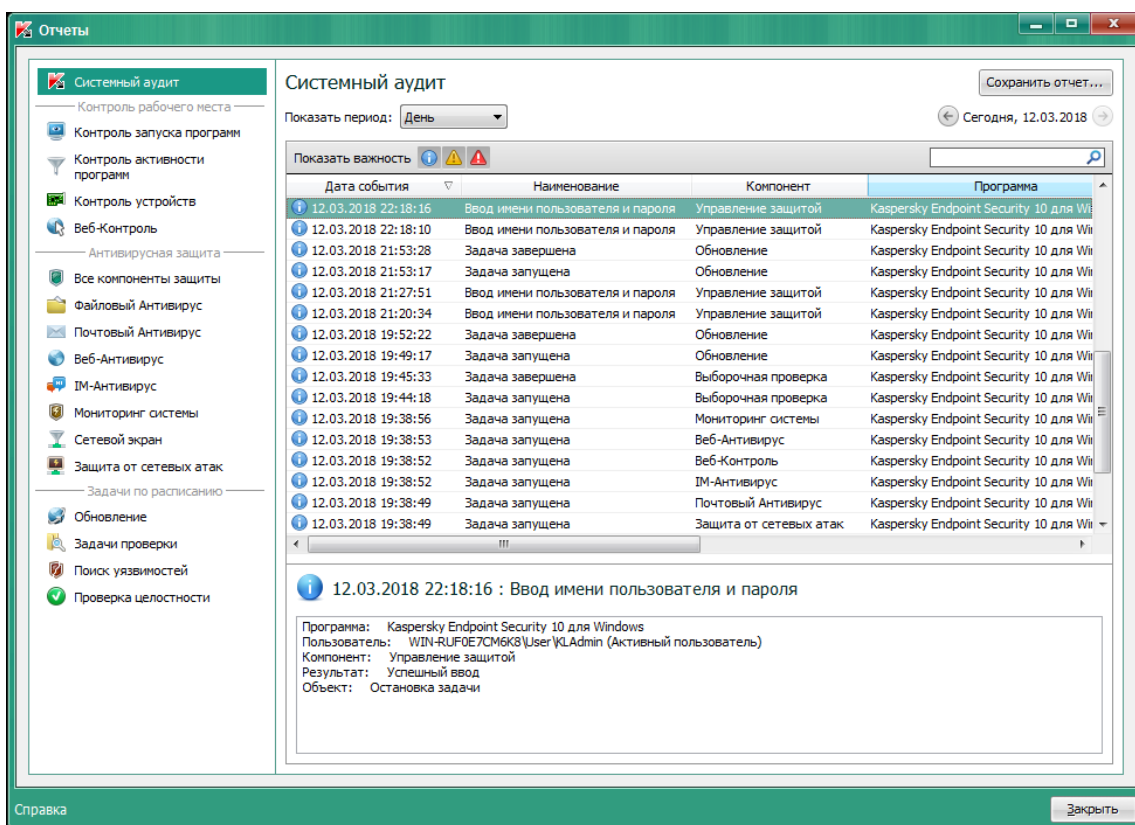 Отчеты
Системный аудит
Контроль рабочего места
Контроль запуска программ
Контроль активности
программ
Контроль устройств
Веб-Контроль
Антивирусная защита
Все компоненты защиты
Файловый Антивирус
Почтовый Антивирус
Веб-Антивирус
IM-Антивирус
Мониторинг системы
Сетевой экран
Защита от сетевых атак
Задачи по расписанию
Обновление
Задачи проверки
Поиск уязвимостей
Проверка целостности
Системный аудит
Сохранить отчет...
Показать период: День
Сегодня, 12.03.2018
Показать важность
Дата события Наименование Компонент Программа
12.03.2018 22:18:16 Ввод имени пользователя и пароля Управление защитой Kaspersky Endpoint Security 10 для Wi
12.03.2018 22:18:10 Ввод имени пользователя и пароля Управление защитой Kaspersky Endpoint Security 10 для Wi
12.03.2018 21:53:28 Задача завершена Обновление Kaspersky Endpoint Security 10 для Wi
12.03.2018 21:53:17 Задача запущена Обновление Kaspersky Endpoint Security 10 для Wi
12.03.2018 21:27:51 Ввод имени пользователя и пароля Управление защитой Kaspersky Endpoint Security 10 для Wi
12.03.2018 21:20:34 Ввод имени пользователя и пароля Управление защитой Kaspersky Endpoint Security 10 для Wi
12.03.2018 19:52:22 Задача завершена Обновление Kaspersky Endpoint Security 10 для Wi
12.03.2018 19:49:17 Задача запущена Обновление Kaspersky Endpoint Security 10 для Wi
12.03.2018 19:45:33 Задача завершена Выборочная проверка Kaspersky Endpoint Security 10 для Wi
12.03.2018 19:44:18 Задача запущена Выборочная проверка Kaspersky Endpoint Security 10 для Wi
12.03.2018 19:38:56 Задача запущена Мониторинг системы Kaspersky Endpoint Security 10 для Wi
12.03.2018 19:38:53 Задача запущена Веб-Антивирус Kaspersky Endpoint Security 10 для Wi
12.03.2018 19:38:52 Задача запущена Веб-Контроль Kaspersky Endpoint Security 10 для Wi
12.03.2018 19:38:52 Задача запущена IM-Антивирус Kaspersky Endpoint Security 10 для Wi
12.03.2018 19:38:49 Задача запущена Почтовый Антивирус Kaspersky Endpoint Security 10 для Wi
12.03.2018 19:38:49 Задача запущена Защита от сетевых атак Kaspersky Endpoint Security 10 для Wi
12.03.2018 22:18:16 : Ввод имени пользователя и пароля
Программа: Kaspersky Endpoint Security 10 для Windows
Пользователь: WIN-RUF0E7CM6K8\User\KLAdmin (Активный пользователь)
Компонент: Управление защитой
Результат: Успешный ввод
Объект: Остановка задачи
Справка
Закрыть